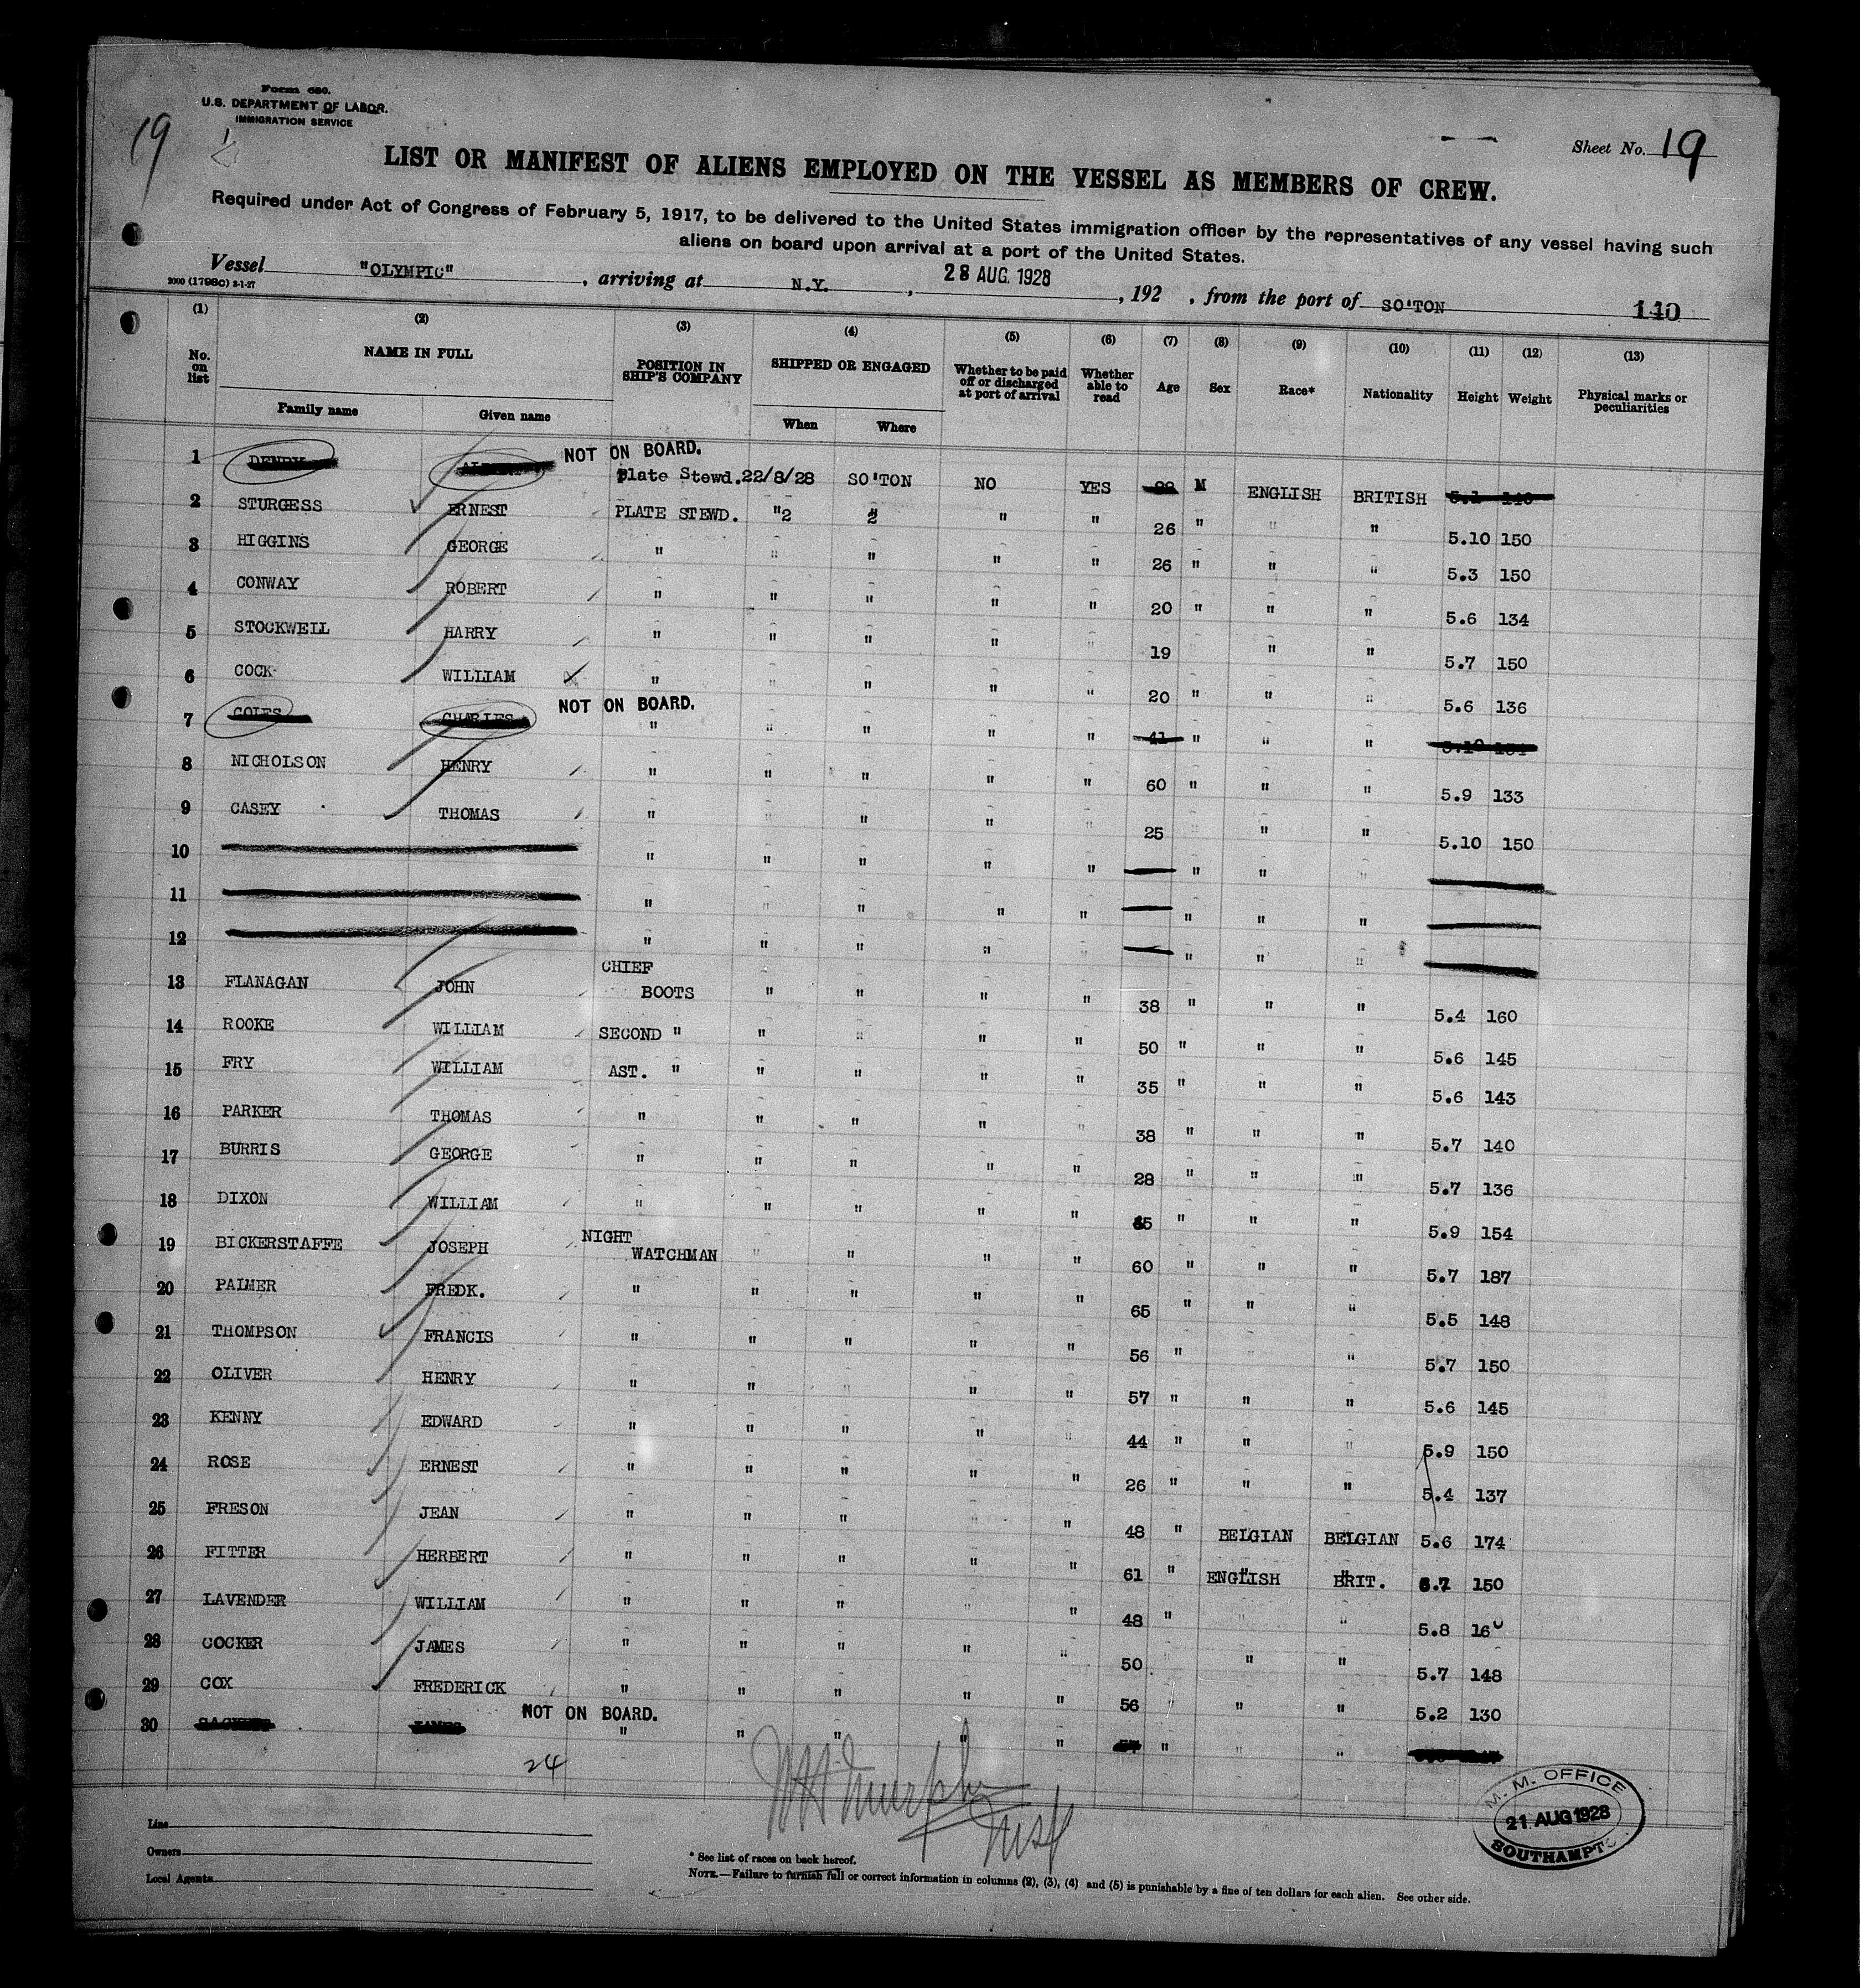 Form 680.
U.S. DEPARTMENT OF LABOR.
IMMIGRATION SERVICE
19
Sheet No. 19
LIST OR MANIFEST OF ALIENS EMPLOYED ON THE VESSEL AS MEMBERS OF CREW.
Required under Act of Congress of February 5, 1917, to be delivered to the United States immigration officer by the representatives of any vessel having such
aliens on board upon arrival at a port of the United States.
Vessel "OLYMPIC", arriving at N.Y., 28 AUG. 1928, 192 , from the port of SO'TON 140
2000 (1798c) 3-1-27
(1) (2) (3) (4) (5) (6) (7) (8) (9) (10) (11) (12) (13)
No. on list NAME IN FULL POSITION IN SHIP'S COMPANY SHIPPED OR ENGAGED Whether to be paid off or discharged at port of arrival Whether able to read Age Sex Race* Nationality Height Weight Physical marks or peculiarities
Family name Given name When Where
NOT ON BOARD.
1 DENDY Plate Stewd. 22/8/28 SO'TON NO YES M ENGLISH BRITISH
2 STURGESS ERNEST PLATE STEWD. "2 2 " " 26 " " " 5.10 150
3 HIGGINS GEORGE " " " " " 26 " " " 5.3 150
4 CONWAY ROBERT " " " " " 20 " " " 5.6 134
5 STOCKWELL HARRY " " " " " 19 " " " 5.7 150
6 COCK WILLIAM " " " " " 20 " " " 5.6 136
NOT ON BOARD.
7 COLES CHARLES " " " " " 41 " " "
8 NICHOLSON HENRY " " " " " 60 " " " 5.9 133
9 CASEY THOMAS " " " " " 25 " " " 5.10 150
10 " " " " " " " "
11 " " " " " " " "
12 " " " " " " "
13 FLANAGAN JOHN CHIEF BOOTS " " " " 38 " " " 5.4 160
14 ROOKE WILLIAM SECOND " " " " " 50 " " " 5.6 145
15 FRY WILLIAM AST. " " " " " 35 " " " 5.6 143
16 PARKER THOMAS " " " " " 38 " " " 5.7 140
17 BURRIS GEORGE " " " " " 28 " " " 5.7 136
18 DIXON WILLIAM " " " " " " " " 5.9 154
19 BICKERSTAFFE JOSEPH NIGHT WATCHMAN " " " " 60 " " " 5.7 187
20 PALMER FREDK. " " " " " 65 " " " 5.5 148
21 THOMPSON FRANCIS " " " " " 56 " " " 5.7 150
22 OLIVER HENRY " " " " " 57 " " " 5.6 145
23 KENNY EDWARD " " " " " 44 " " " 5.9 150
24 ROSE ERNEST " " " " " 26 " " " 5.4 137
25 FRESON JEAN " " " " " 48 " BELGIAN BELGIAN 5.6 174
26 FITTER HERBERT " " " " " 61 " ENGLISH BRIT. 150
27 LAVENDER WILLIAM " " " " " 48 " " " 5.8 160
28 COCKER JAMES " " " " " 50 " " 5.7 148
29 COX FREDERICK " " " " " 56 " " " 5.2 130
NOT ON BOARD.
30 JAMES " " " " " " " "
24
Line
Owners
Local Agents
* See list of races on back hereof.
NOTE.—Failure to furnish full or correct information in columns (2), (3), (4) and (5) is punishable by a fine of ten dollars for each alien. See other side.
M. M. OFFICE
21 AUG 1928
SOUTHAMPTO